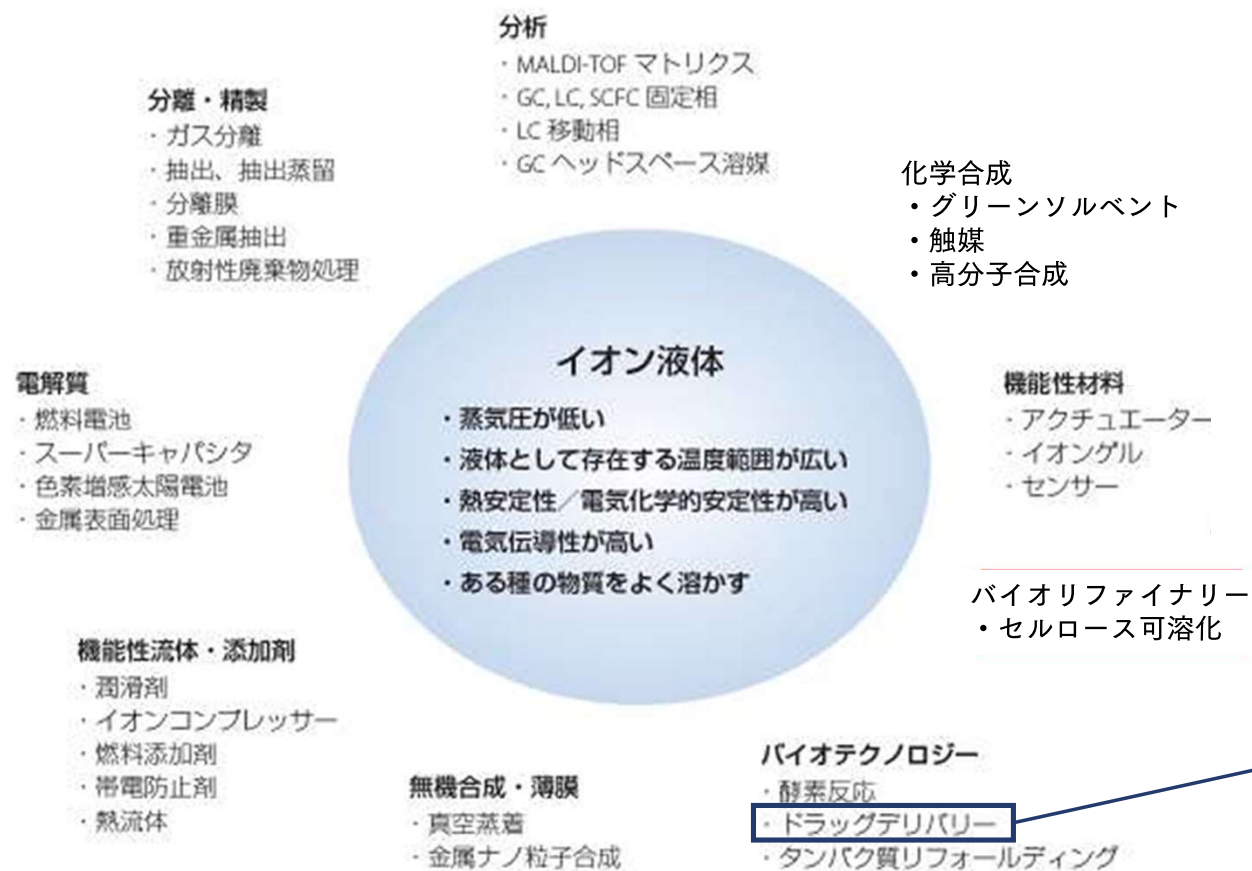 分析
・MALDI-TOF マトリクス
・GC, LC, SCFC 固定相
・LC 移動相
・GC ヘッドスペース溶媒
分離・精製
・ガス分離
・抽出、抽出蒸留
・分離膜
・重金属抽出
・放射性廃棄物処理
化学合成
・グリーンソルベント
・触媒
・高分子合成
イオン液体
・蒸気圧が低い
・液体として存在する温度範囲が広い
・熱安定性／電気化学的安定性が高い
・電気伝導性が高い
・ある種の物質をよく溶かす
電解質
・燃料電池
・スーパーキャパシタ
・色素増感太陽電池
・金属表面処理
機能性材料
・アクチュエーター
・イオンゲル
・センサー
バイオリファイナリー
・セルロース可溶化
機能性流体・添加剤
・潤滑剤
・イオンコンプレッサー
・燃料添加剤
・帯電防止剤
・熱流体
無機合成・薄膜
・真空蒸着
・金属ナノ粒子合成
バイオテクノロジー
・酵素反応
・ドラッグデリバリー
・タンパク質リフォールディング